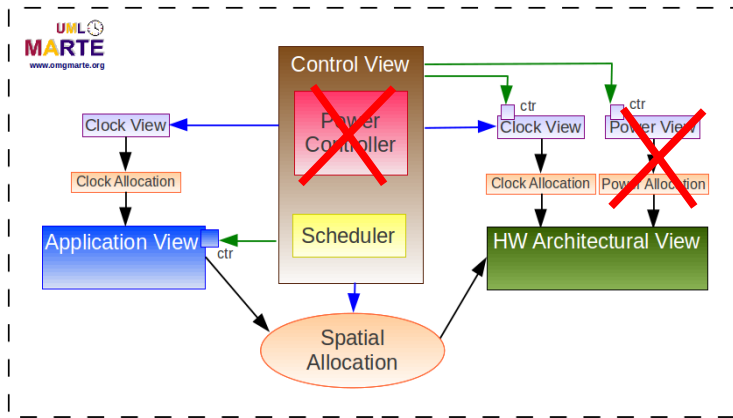 UML
MARTE
www.omgmarte.org
Control View
Power
Controller
Scheduler
Clock View
Clock Allocation
Application View
ctr
ctr
Clock View
Clock Allocation
ctr
Power View
Power Allocation
HW Architectural View
Spatial
Allocation